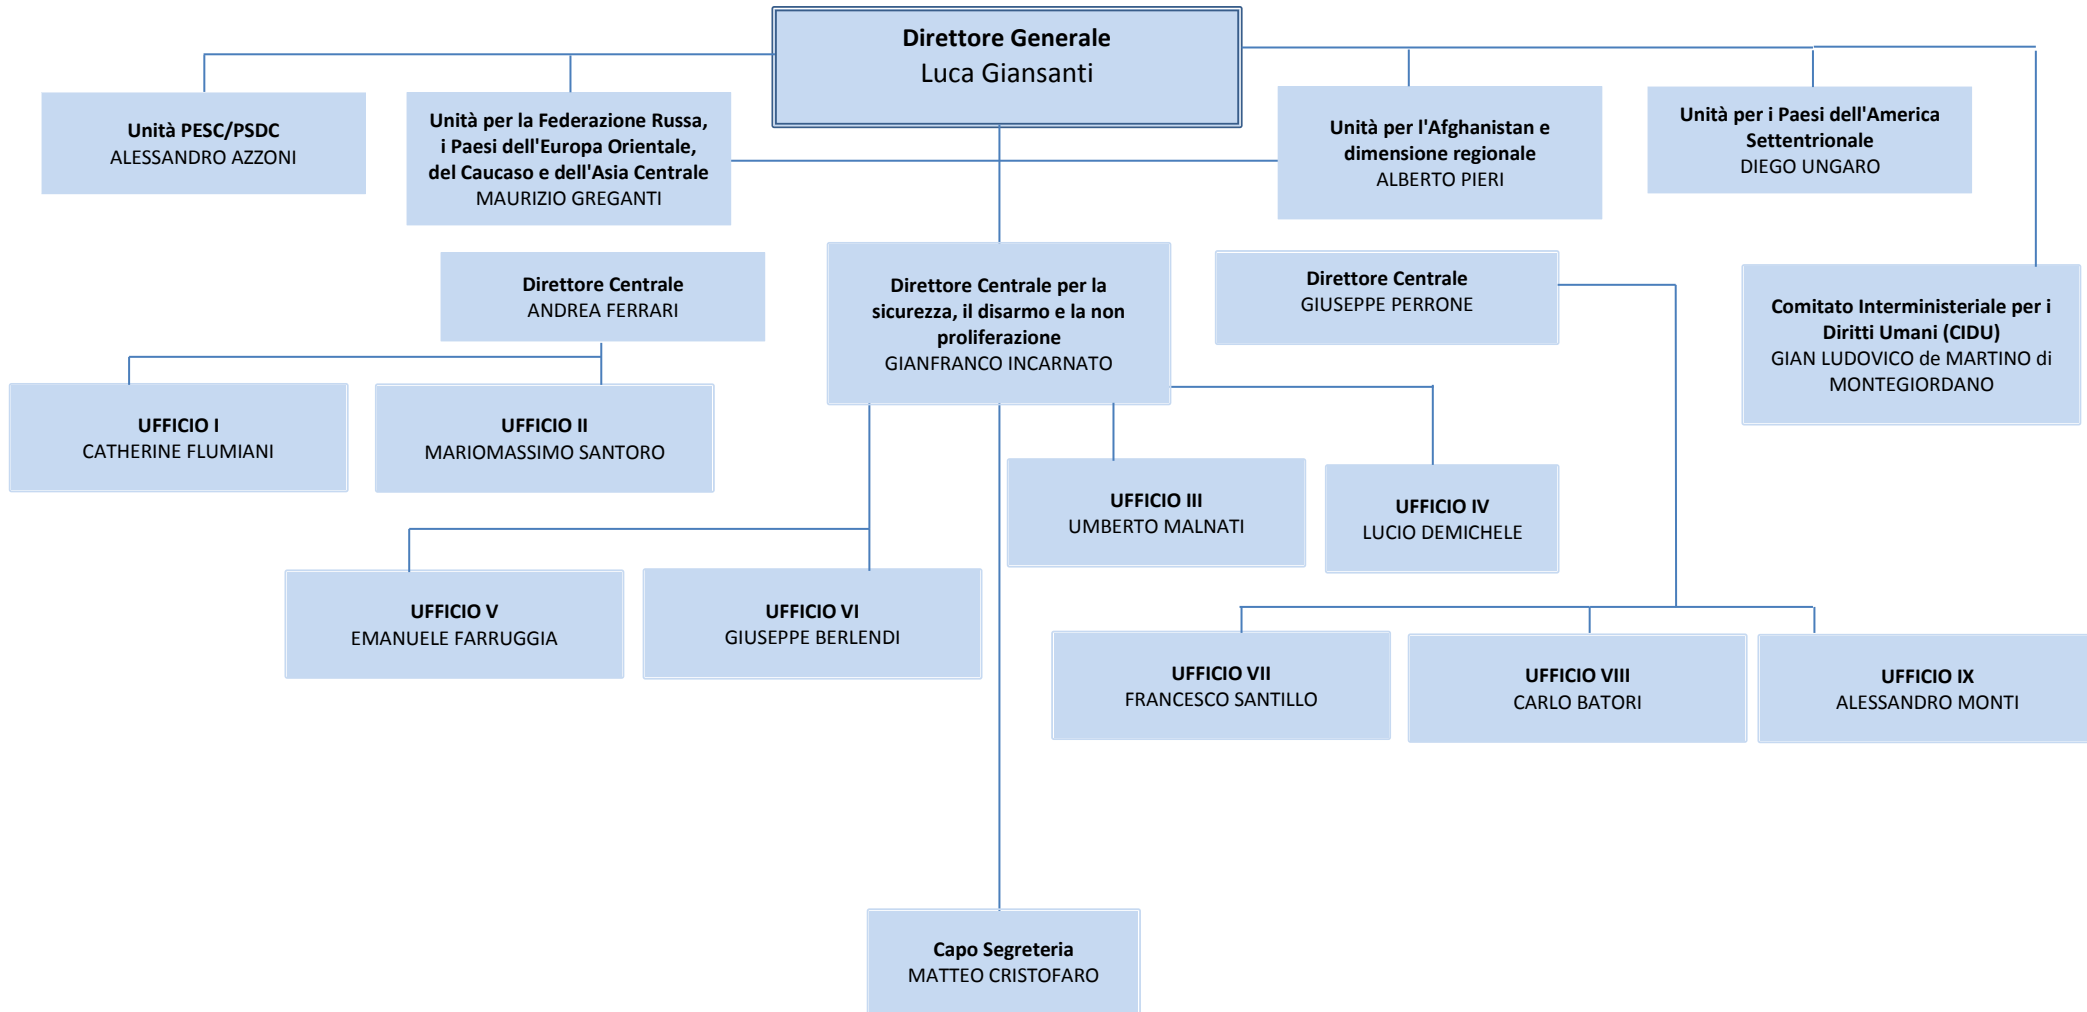 Direttore Generale
Luca Giansanti
Unità PESC/PSDC
ALESSANDRO AZZONI
Unità per la Federazione Russa,
i Paesi dell'Europa Orientale,
del Caucaso e dell'Asia Centrale
MAURIZIO GREGANTI
Unità per l'Afghanistan e
dimensione regionale
ALBERTO PIERI
Unità per i Paesi dell'America
Settentrionale
DIEGO UNGARO
Direttore Centrale
ANDREA FERRARI
Direttore Centrale per la
sicurezza, il disarmo e la non
proliferazione
GIANFRANCO INCARNATO
Direttore Centrale
GIUSEPPE PERRONE
Comitato Interministeriale per i
Diritti Umani (CIDU)
GIAN LUDOVICO de MARTINO di
MONTEGIORDANO
UFFICIO I
CATHERINE FLUMIANI
UFFICIO II
MARIOMASSIMO SANTORO
UFFICIO III
UMBERTO MALNATI
UFFICIO IV
LUCIO DEMICHELE
UFFICIO V
EMANUELE FARRUGGIA
UFFICIO VI
GIUSEPPE BERLENDI
UFFICIO VII
FRANCESCO SANTILLO
UFFICIO VIII
CARLO BATORI
UFFICIO IX
ALESSANDRO MONTI
Capo Segreteria
MATTEO CRISTOFARO